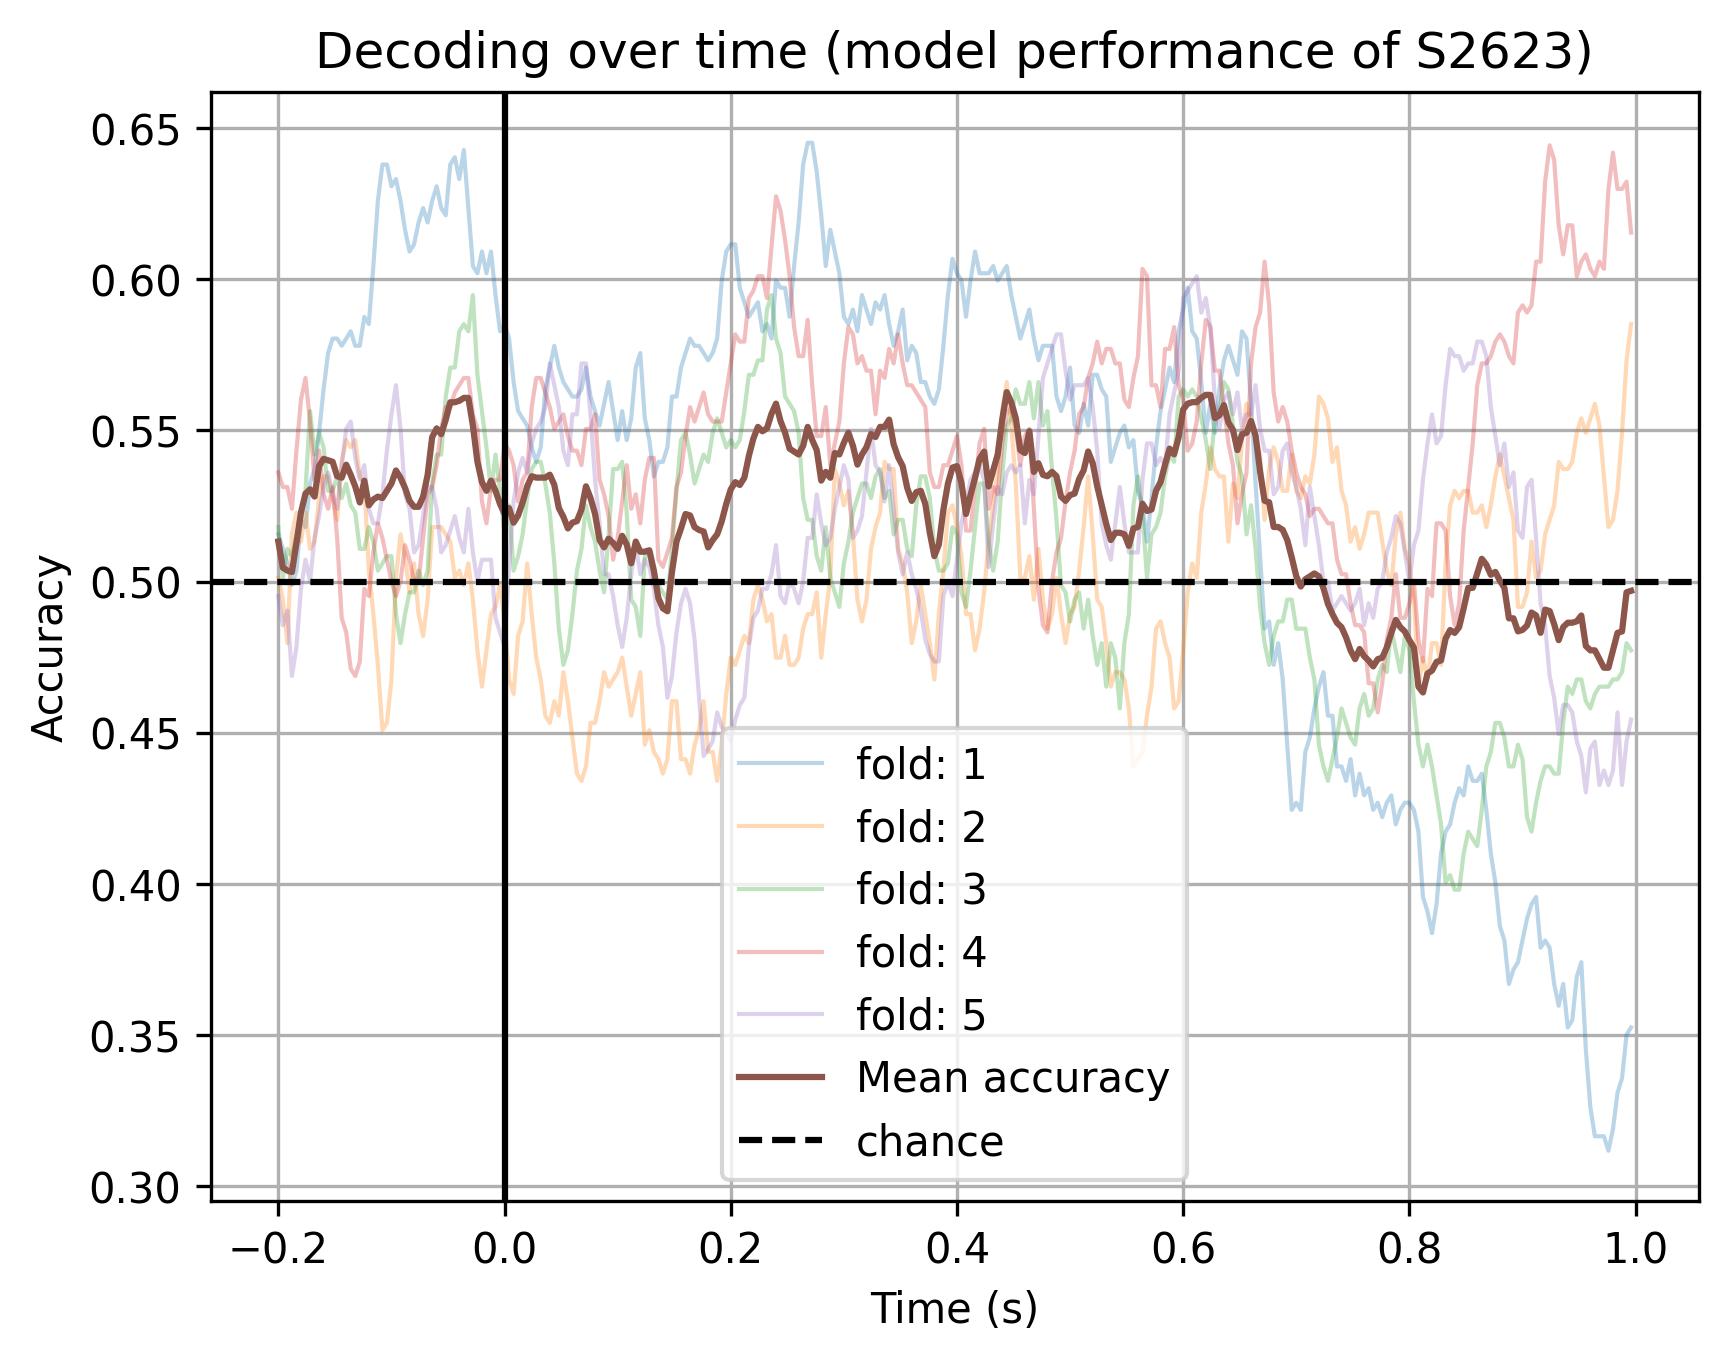 Decoding over time (model performance of S2623)
Accuracy
0.65
0.60
0.55
0.50
0.45
0.40
0.35
0.30
fold: 1
fold: 2
fold: 3
fold: 4
fold: 5
Mean accuracy
chance
−0.2
0.0
0.2
0.4
0.6
0.8
1.0
Time (s)